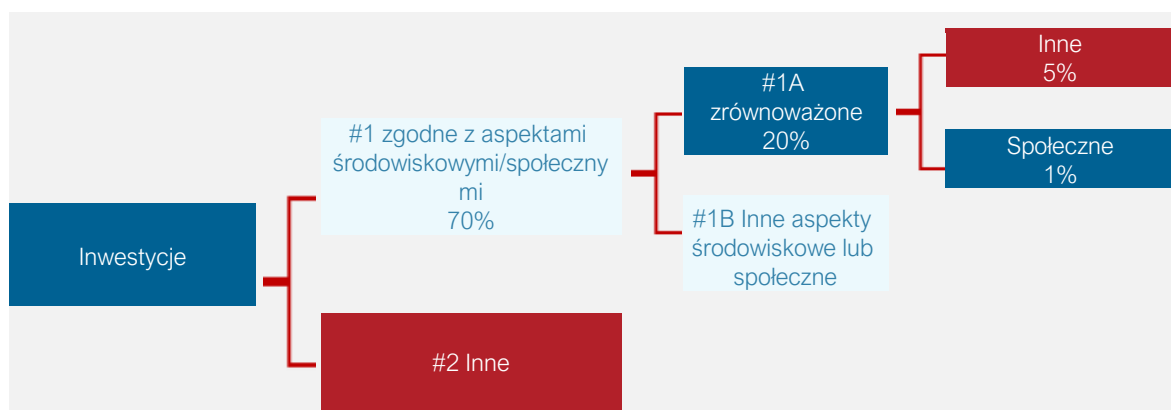 Inwestycje
#1 zgodne z aspektami
środowiskowymi/społeczny
mi
70%
#2 Inne
#1A
zrównoważone
20%
#1B Inne aspekty
środowiskowe lub
społeczne
Inne
5%
Społeczne
1%